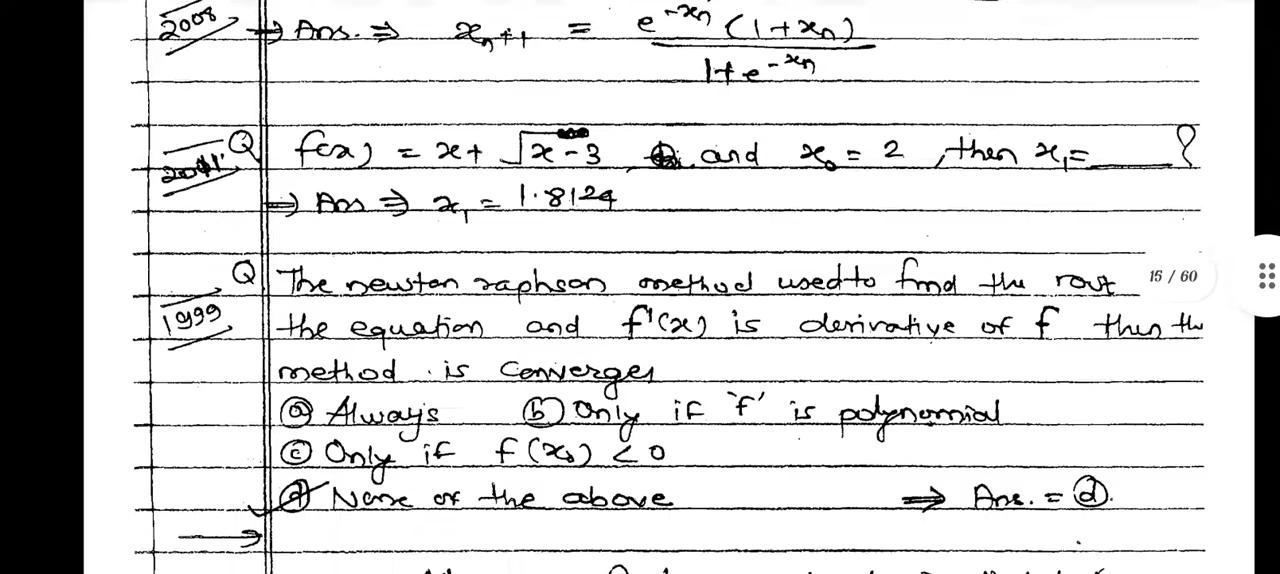 2008 → Ans. ⇒ xₙ₊₁ = e^(-xₙ) (1+xₙ) / 1+e^(-xₙ)
Q f(x) = x + √x-3 and x₀ = 2, then x₁ = ____ ?
⇒ Ans ⇒ x₁ = 1.8124
Q The newton raphson method used to find the root
15 / 60
1999 the equation and f'(x) is derivative of f then the
method is converges
ⓐ Always ⓑ Only if 'f' is polynomial
ⓒ Only if f(x₀) < 0
ⓓ None of the above ⇒ Ans. = ⓓ.
→